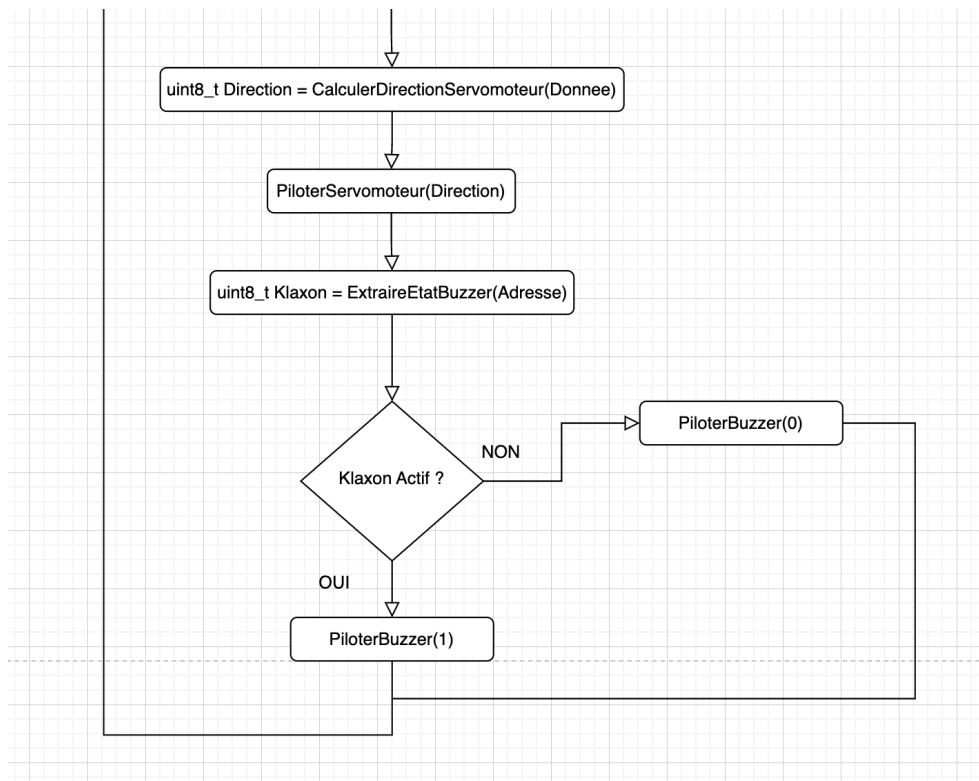 uint8_t Direction = CalculerDirectionServomoteur(Donnee)
PiloterServomoteur(Direction)
uint8_t Klaxon = ExtraireEtatBuzzer(Adresse)
Klaxon Actif ?
NON
PiloterBuzzer(0)
OUI
PiloterBuzzer(1)